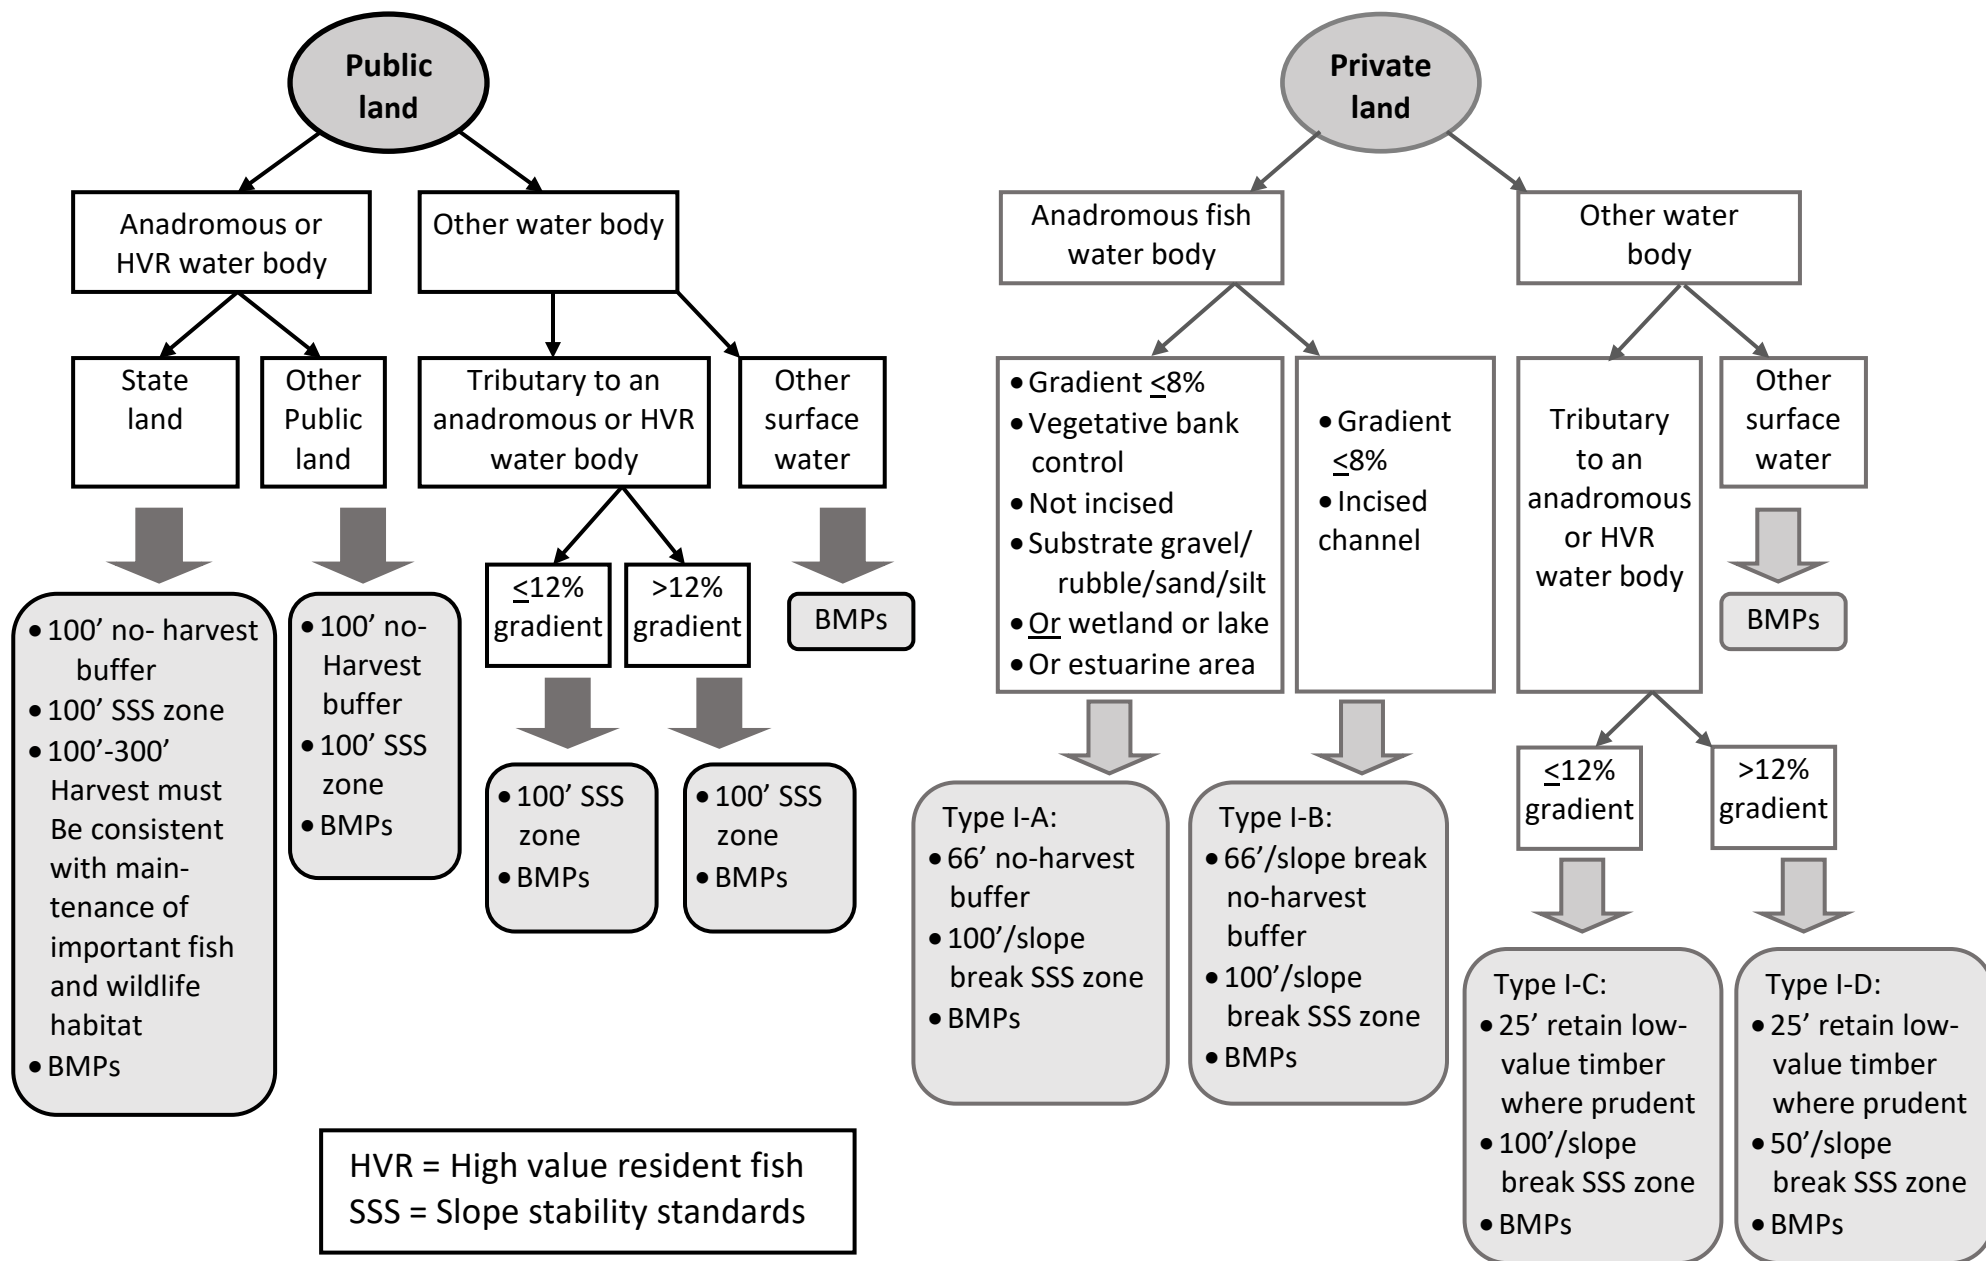 Public
land
Anadromous or
HVR water body
Other water body
State
land
Other
Public
land
Tributary to an
anadromous or HVR
water body
Other
surface
water
≤12%
gradient
>12%
gradient
BMPs
• 100’ no- harvest
buffer
• 100’ SSS zone
• 100’-300’
Harvest must
Be consistent
with main-
tenance of
important fish
and wildlife
habitat
• BMPs
• 100’ no-
Harvest
buffer
• 100’ SSS
zone
• BMPs
• 100’ SSS
zone
• BMPs
• 100’ SSS
zone
• BMPs
HVR = High value resident fish
SSS = Slope stability standards
Private
land
Anadromous fish
water body
Other water
body
• Gradient ≤8%
• Vegetative bank
control
• Not incised
• Substrate gravel/
rubble/sand/silt
• Or wetland or lake
• Or estuarine area
• Gradient
≤8%
• Incised
channel
Tributary
to an
anadromous
or HVR
water body
Other
surface
water
BMPs
≤12%
gradient
>12%
gradient
Type I-A:
• 66’ no-harvest
buffer
• 100’/slope
break SSS zone
• BMPs
Type I-B:
• 66’/slope break
no-harvest
buffer
• 100’/slope
break SSS zone
• BMPs
Type I-C:
• 25’ retain low-
value timber
where prudent
• 100’/slope
break SSS zone
• BMPs
Type I-D:
• 25’ retain low-
value timber
where prudent
• 50’/slope
break SSS zone
• BMPs